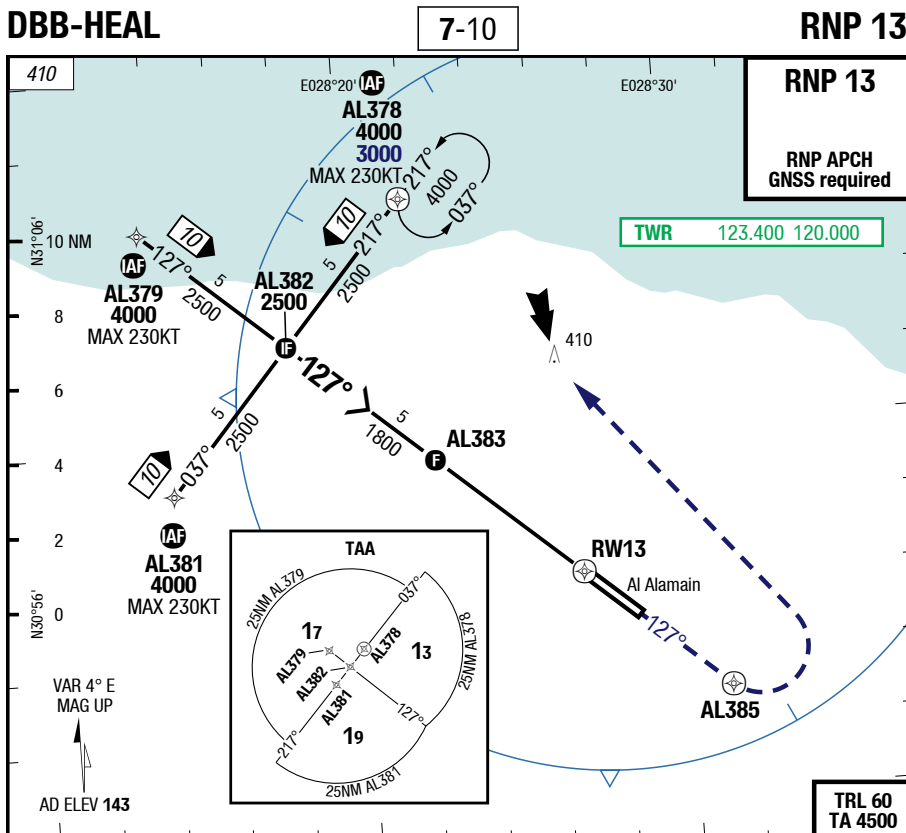 DBB-HEAL
7-10
RNP 13
410
E028°20'
E028°30'
RNP 13
RNP APCH
GNSS required
TWR 123.400 120.000
IAF
AL378
4000
3000
MAX 230KT
217°
4000
037°
10
217°
5
2500
N31°06'
10 NM
8
6
4
2
0
N30°56'
IAF
AL379
4000
MAX 230KT
127°
10
5
2500
AL382
2500
IF
127°
5
1800
410
AL383
F
10
037°
5
2500
IAF
AL381
4000
MAX 230KT
RW13
Al Alamain
127°
AL385
TAA
25NM AL379
037°
17
AL379
AL378
13
25NM AL378
AL382
AL381
127°
19
217°
25NM AL381
VAR 4° E
MAG UP
AD ELEV 143
TRL 60
TA 4500